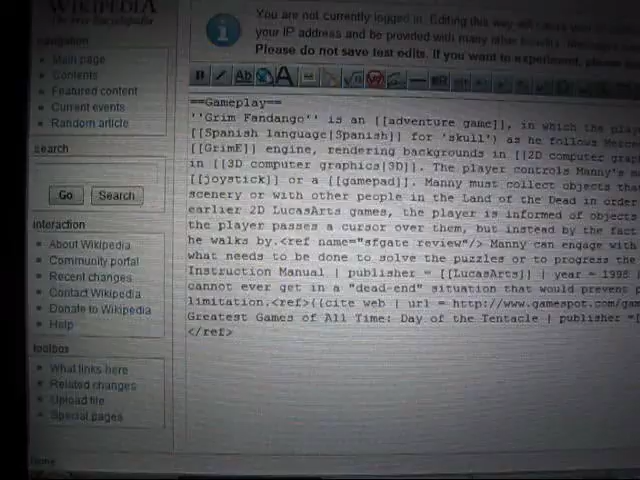 WIKIPEDIA
The Free Encyclopedia
navigation
Main page
Contents
Featured content
Current events
Random article
search
Go Search
interaction
About Wikipedia
Community portal
Recent changes
Contact Wikipedia
Donate to Wikipedia
Help
toolbox
What links here
Related changes
Upload file
Special pages
Done
You are not currently logged in. Editing this way will
your IP address and be provided with many other
Please do not save test edits. If you want to experiment, please
B Ab A
==Gameplay==
''Grim Fandango'' is an [[adventure game]], in which the
[[Spanish language|Spanish]] for 'skull') as he follows
[[GrimE]] engine, rendering backgrounds in [[2D computer
in [[3D computer graphics|3D]]. The player controls Manny's
[[joystick]] or a [[gamepad]]. Manny must collect objects
scenery or with other people in the Land of the Dead in order
earlier 2D LucasArts games, the player is informed of objects
the player passes a cursor over them, but instead by the fact
he walks by.<ref name="sfgate review"/> Manny can engage with
what needs to be done to solve the puzzles or to progress the
Instruction Manual | publisher = [[LucasArts]] | year = 1998
cannot ever get in a "dead-end" situation that would prevent
limitation.<ref>{{cite web | url = http://www.gamespot.com/
Greatest Games of All Time: Day of the Tentacle | publisher =
</ref>